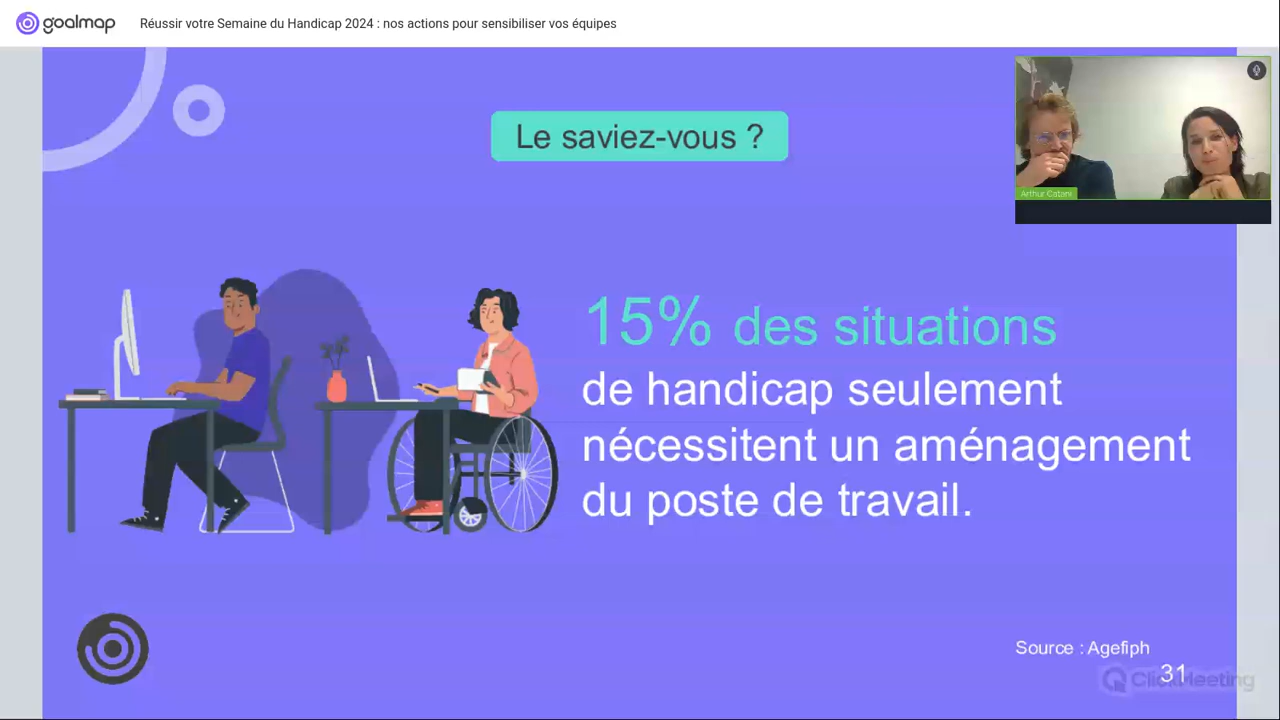 goalmap
Réussir votre Semaine du Handicap 2024 : nos actions pour sensibiliser vos équipes
Le saviez-vous ?
Arthur Catani
15% des situations
de handicap seulement
nécessitent un aménagement
du poste de travail.
Source : Agefiph
31
ClickMeeting